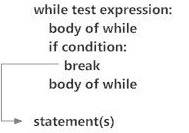 while test expression:
body of while
if condition:
break
body of while
statement(s)